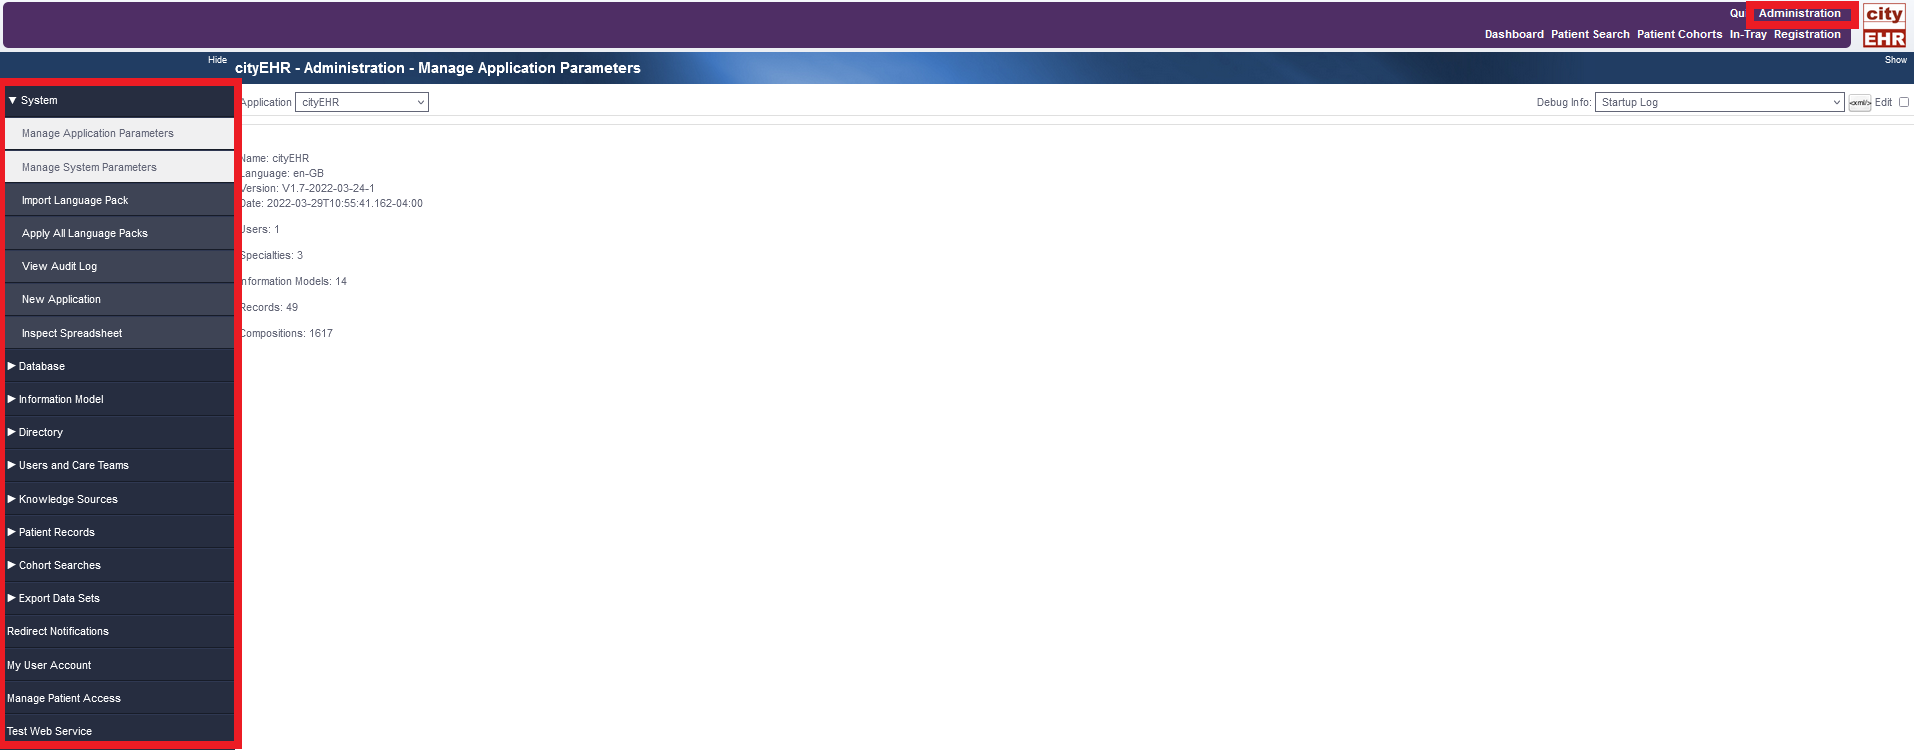 Qu Administration
city
EHR
Dashboard Patient Search Patient Cohorts In-Tray Registration
Hide
cityEHR - Administration - Manage Application Parameters
Show
Application cityEHR
Debug Info: Startup Log <xml/> Edit
▼ System
Manage Application Parameters
Manage System Parameters
Import Language Pack
Apply All Language Packs
View Audit Log
New Application
Inspect Spreadsheet
▶ Database
▶ Information Model
▶ Directory
▶ Users and Care Teams
▶ Knowledge Sources
▶ Patient Records
▶ Cohort Searches
▶ Export Data Sets
Redirect Notifications
My User Account
Manage Patient Access
Test Web Service
Name: cityEHR
Language: en-GB
Version: V1.7-2022-03-24-1
Date: 2022-03-29T10:55:41.162-04:00
Users: 1
Specialties: 3
Information Models: 14
Records: 49
Compositions: 1617